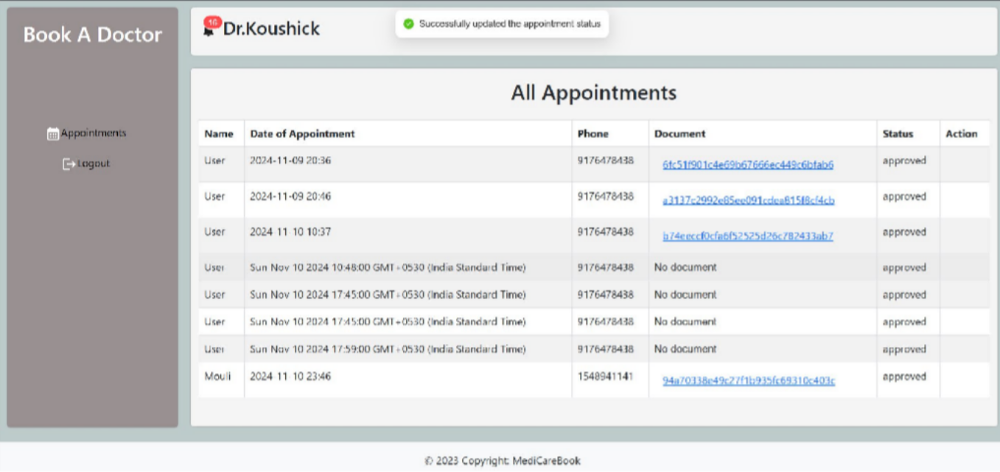 Book A Doctor
Appointments
Logout
16
Dr.Koushick
Successfully updated the appointment status
All Appointments
Name Date of Appointment Phone Document Status Action
User 2024-11-09 20:36 9176478438 6fc51f901c4e69b67666ec449c6bfab6 approved
User 2024-11-09 20:46 9176478438 a3137c2992e85ee091cdea815f8cf4cb approved
User 2024-11-10 10:37 9176478438 b74eeccf0cfa6f52525d26c782433ab7 approved
User Sun Nov 10 2024 10:48:00 GMT+0530 (India Standard Time) 9176478438 No document approved
User Sun Nov 10 2024 17:45:00 GMT+0530 (India Standard Time) 9176478438 No document approved
User Sun Nov 10 2024 17:45:00 GMT+0530 (India Standard Time) 9176478438 No document approved
User Sun Nov 10 2024 17:59:00 GMT+0530 (India Standard Time) 9176478438 No document approved
Mouli 2024-11-10 23:46 1548941141 94a70338e49c27f1b935fc69310c403c approved
© 2023 Copyright: MediCareBook